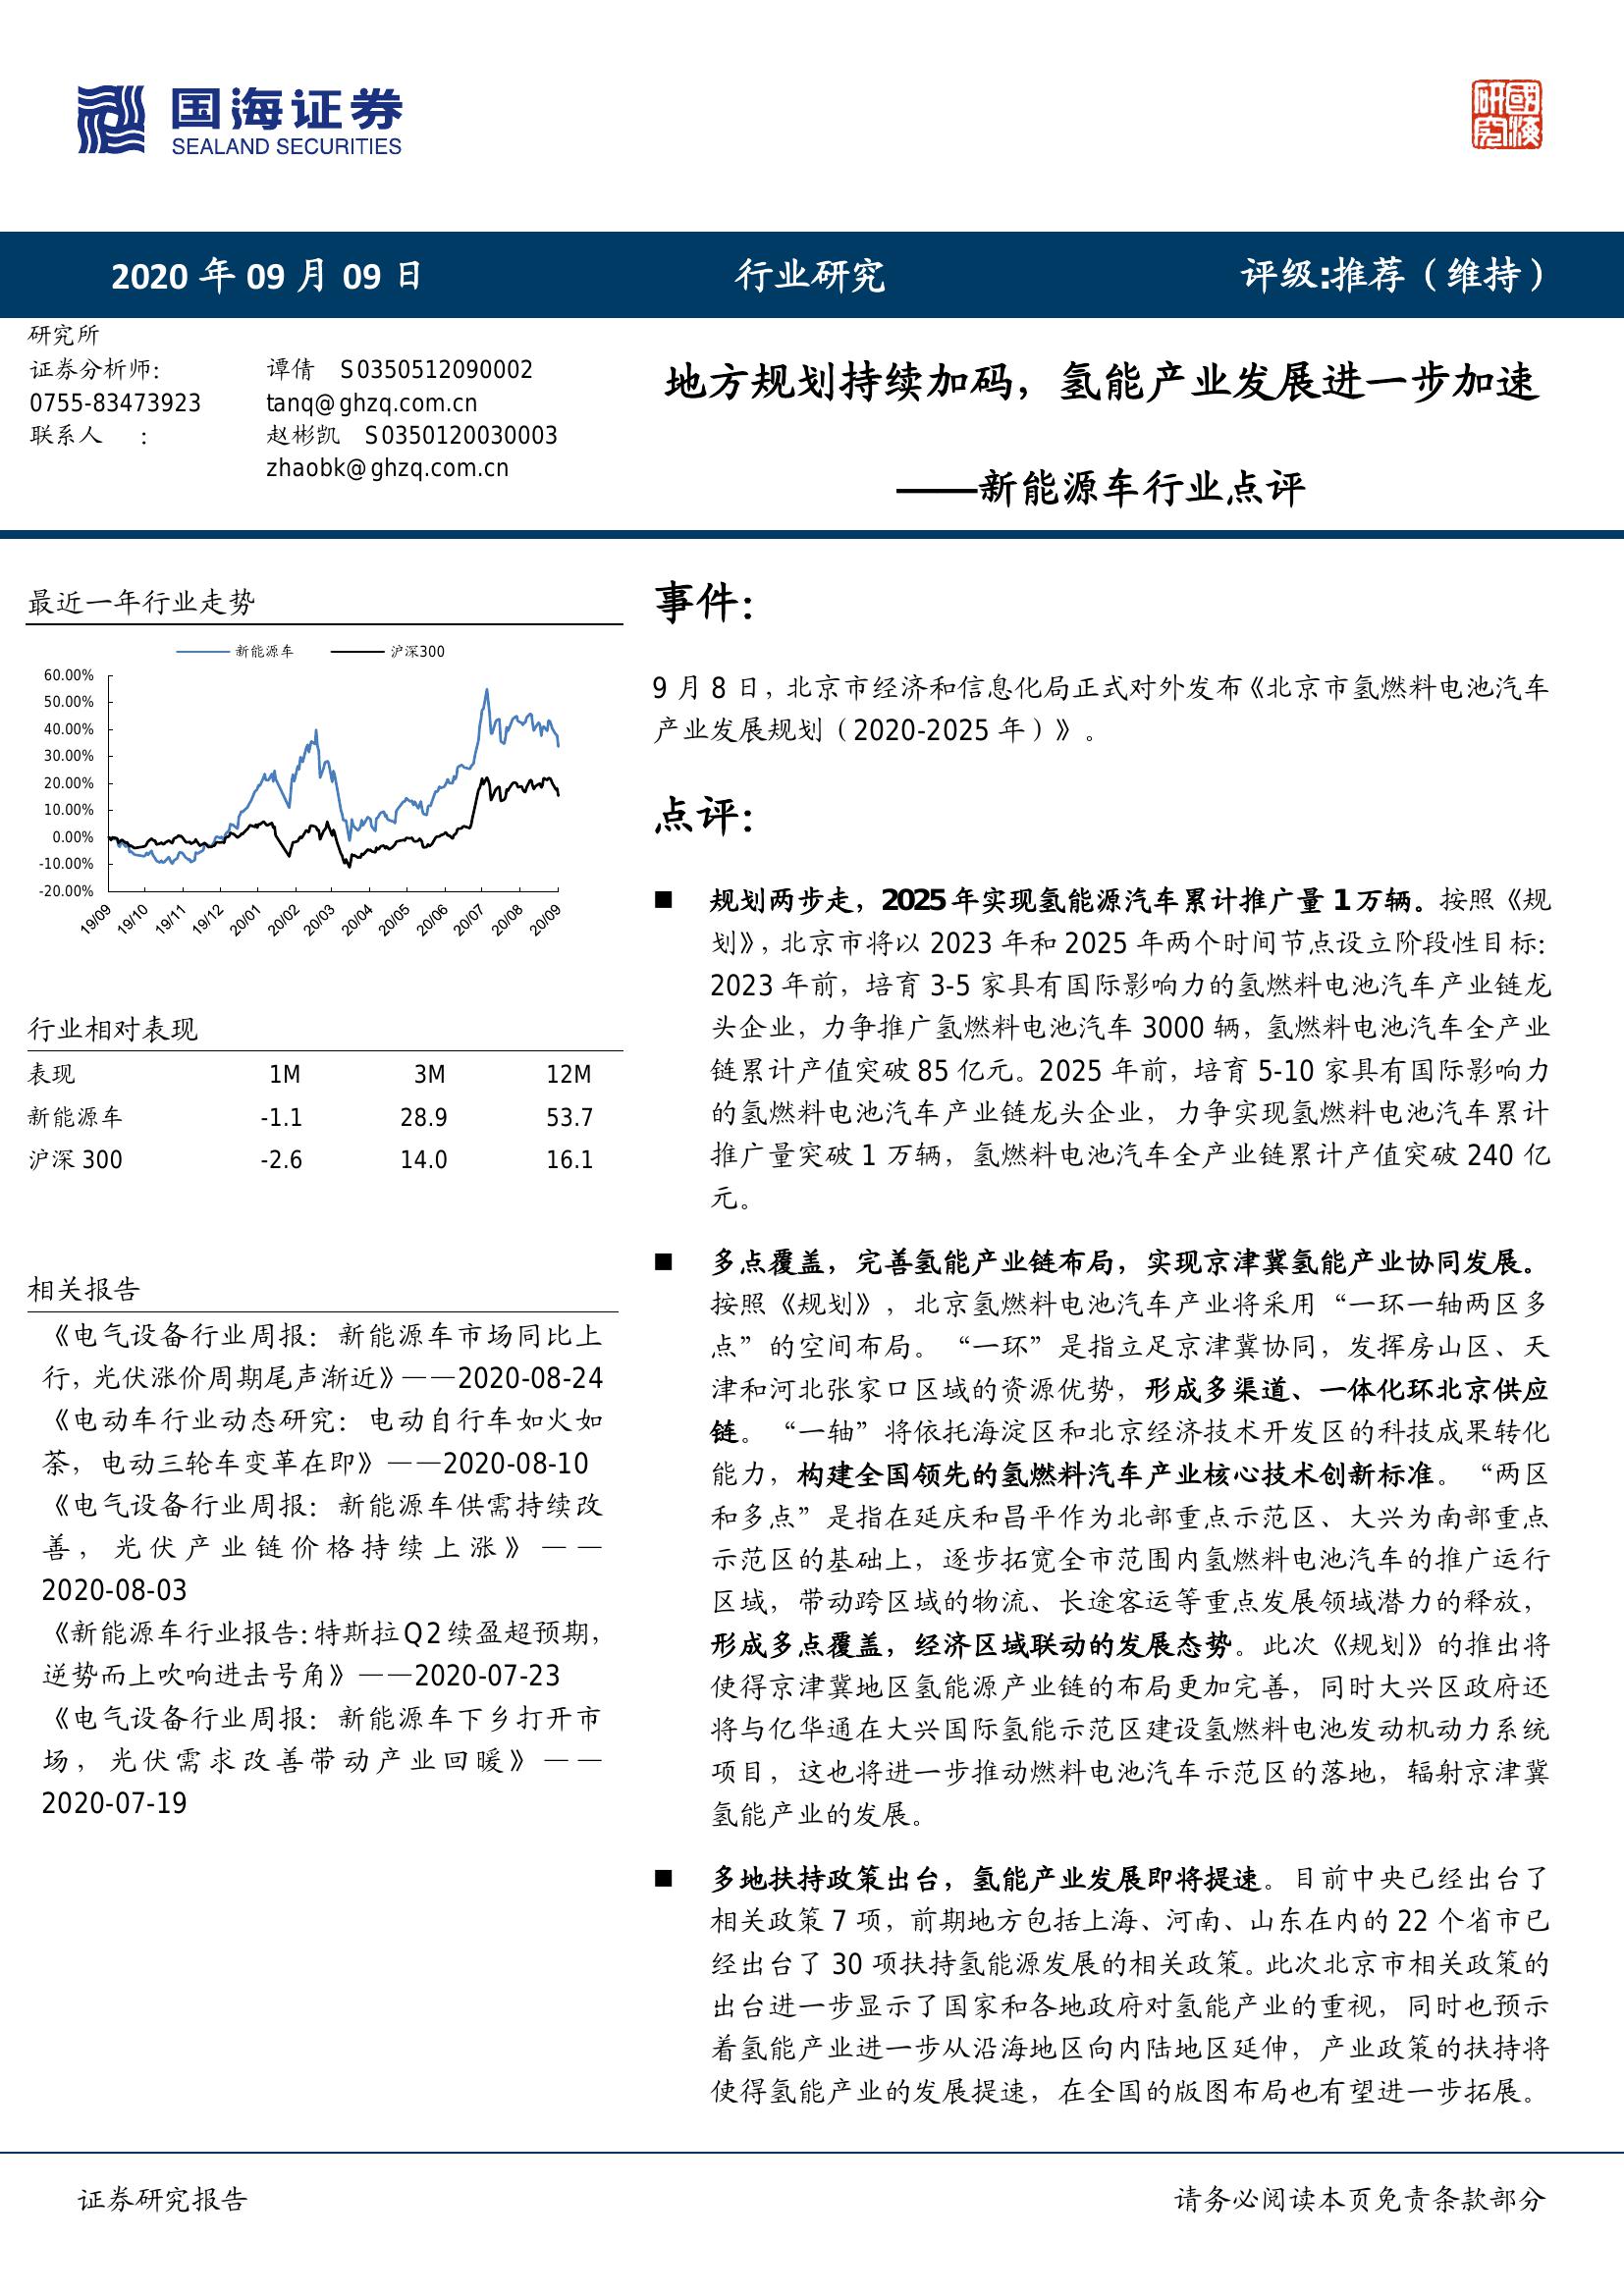 国海证券
SEALAND SECURITIES
研究
國海
2020 年 09 月 09 日
行业研究
评级:推荐（维持）
研究所
证券分析师: 谭倩 S0350512090002
0755-83473923 tanq@ghzq.com.cn
联系人 : 赵彬凯 S0350120030003
zhaobk@ghzq.com.cn
地方规划持续加码，氢能产业发展进一步加速
——新能源车行业点评
最近一年行业走势
新能源车 沪深300
60.00%
50.00%
40.00%
30.00%
20.00%
10.00%
0.00%
-10.00%
-20.00%
19/09 19/10 19/11 19/12 20/01 20/02 20/03 20/04 20/05 20/06 20/07 20/08 20/09
行业相对表现
表现 1M 3M 12M
新能源车 -1.1 28.9 53.7
沪深 300 -2.6 14.0 16.1
相关报告
《电气设备行业周报：新能源车市场同比上
行，光伏涨价周期尾声渐近》——2020-08-24
《电动车行业动态研究：电动自行车如火如
荼，电动三轮车变革在即》——2020-08-10
《电气设备行业周报：新能源车供需持续改
善，光伏产业链价格持续上涨》——
2020-08-03
《新能源车行业报告:特斯拉Q2续盈超预期，
逆势而上吹响进击号角》——2020-07-23
《电气设备行业周报：新能源车下乡打开市
场，光伏需求改善带动产业回暖》——
2020-07-19
事件：
9 月 8 日，北京市经济和信息化局正式对外发布《北京市氢燃料电池汽车
产业发展规划（2020-2025 年）》。
点评：
■ 规划两步走，2025年实现氢能源汽车累计推广量 1万辆。按照《规
划》，北京市将以 2023 年和 2025 年两个时间节点设立阶段性目标：
2023 年前，培育 3-5 家具有国际影响力的氢燃料电池汽车产业链龙
头企业，力争推广氢燃料电池汽车 3000 辆，氢燃料电池汽车全产业
链累计产值突破 85 亿元。2025 年前，培育 5-10 家具有国际影响力
的氢燃料电池汽车产业链龙头企业，力争实现氢燃料电池汽车累计
推广量突破 1 万辆，氢燃料电池汽车全产业链累计产值突破 240 亿
元。
■ 多点覆盖，完善氢能产业链布局，实现京津冀氢能产业协同发展。
按照《规划》，北京氢燃料电池汽车产业将采用“一环一轴两区多
点”的空间布局。“一环”是指立足京津冀协同，发挥房山区、天
津和河北张家口区域的资源优势，形成多渠道、一体化环北京供应
链。“一轴”将依托海淀区和北京经济技术开发区的科技成果转化
能力，构建全国领先的氢燃料汽车产业核心技术创新标准。“两区
和多点”是指在延庆和昌平作为北部重点示范区、大兴为南部重点
示范区的基础上，逐步拓宽全市范围内氢燃料电池汽车的推广运行
区域，带动跨区域的物流、长途客运等重点发展领域潜力的释放，
形成多点覆盖，经济区域联动的发展态势。此次《规划》的推出将
使得京津冀地区氢能源产业链的布局更加完善，同时大兴区政府还
将与亿华通在大兴国际氢能示范区建设氢燃料电池发动机动力系统
项目，这也将进一步推动燃料电池汽车示范区的落地，辐射京津冀
氢能产业的发展。
■ 多地扶持政策出台，氢能产业发展即将提速。目前中央已经出台了
相关政策 7 项，前期地方包括上海、河南、山东在内的 22 个省市已
经出台了 30 项扶持氢能源发展的相关政策。此次北京市相关政策的
出台进一步显示了国家和各地政府对氢能产业的重视，同时也预示
着氢能产业进一步从沿海地区向内陆地区延伸，产业政策的扶持将
使得氢能产业的发展提速，在全国的版图布局也有望进一步拓展。
证券研究报告
请务必阅读本页免责条款部分